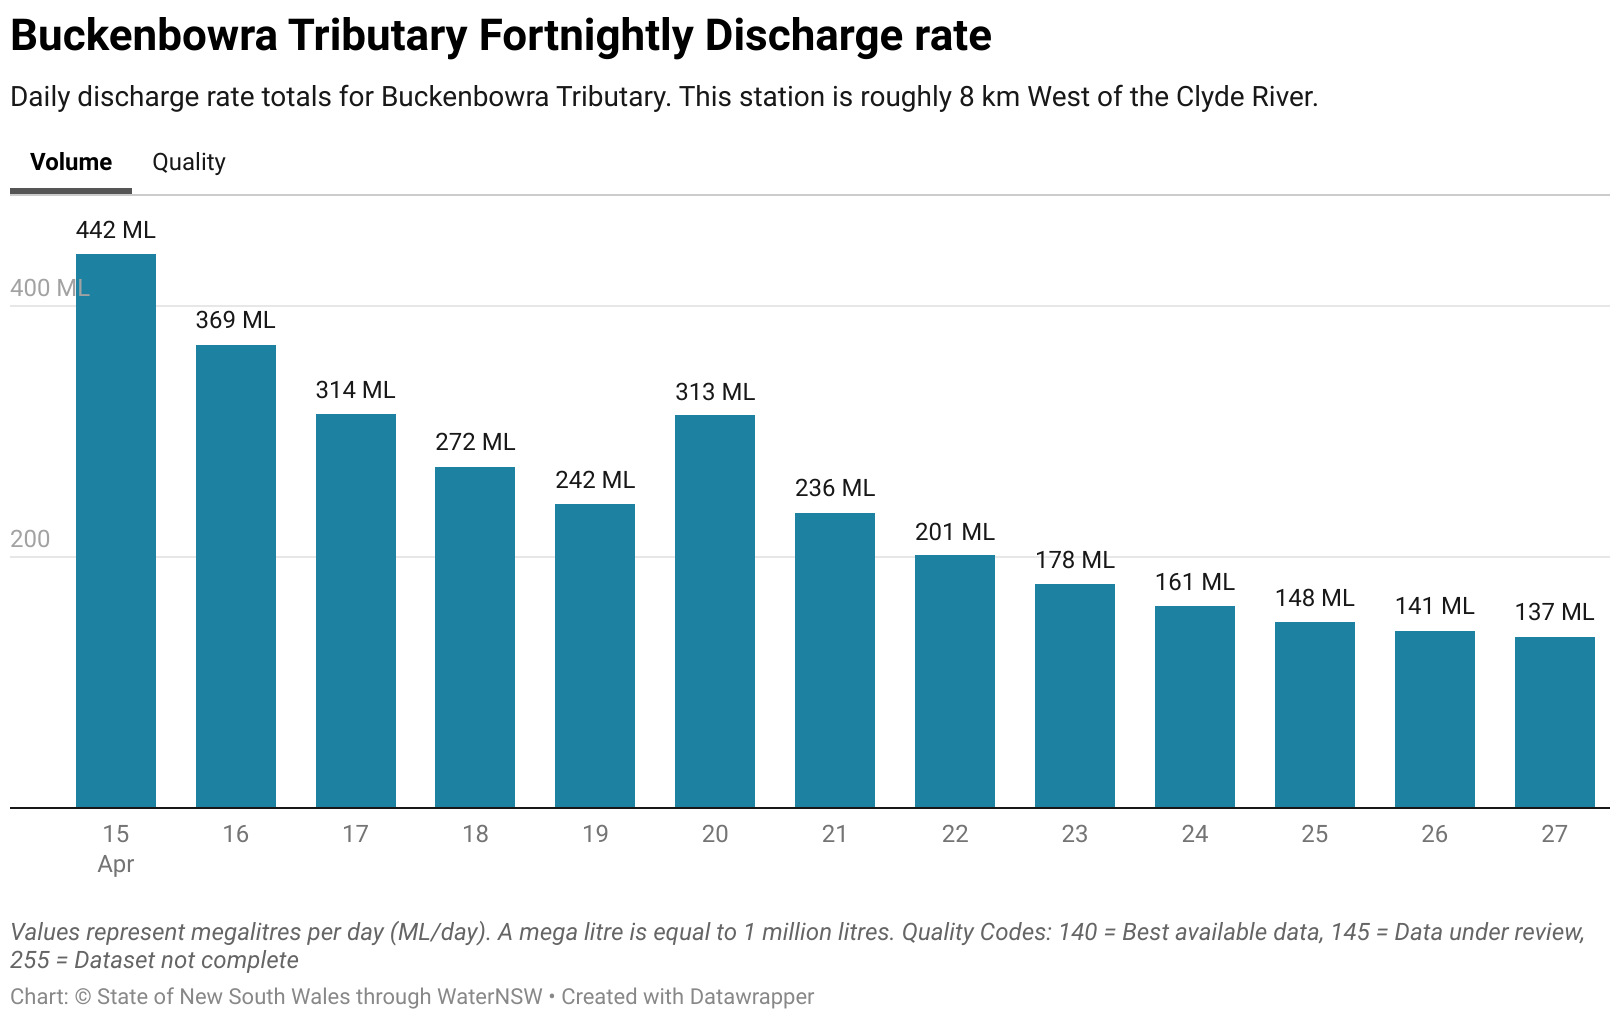 Buckenbowra Tributary Fortnightly Discharge rate
Daily discharge rate totals for Buckenbowra Tributary. This station is roughly 8 km West of the Clyde River.
Volume Quality
442 ML
400 ML
369 ML
314 ML
272 ML
242 ML
313 ML
236 ML
201 ML
178 ML
161 ML
148 ML
141 ML
137 ML
200
15 16 17 18 19 20 21 22 23 24 25 26 27
Apr
Values represent megalitres per day (ML/day). A mega litre is equal to 1 million litres. Quality Codes: 140 = Best available data, 145 = Data under review,
255 = Dataset not complete
Chart: © State of New South Wales through WaterNSW • Created with Datawrapper